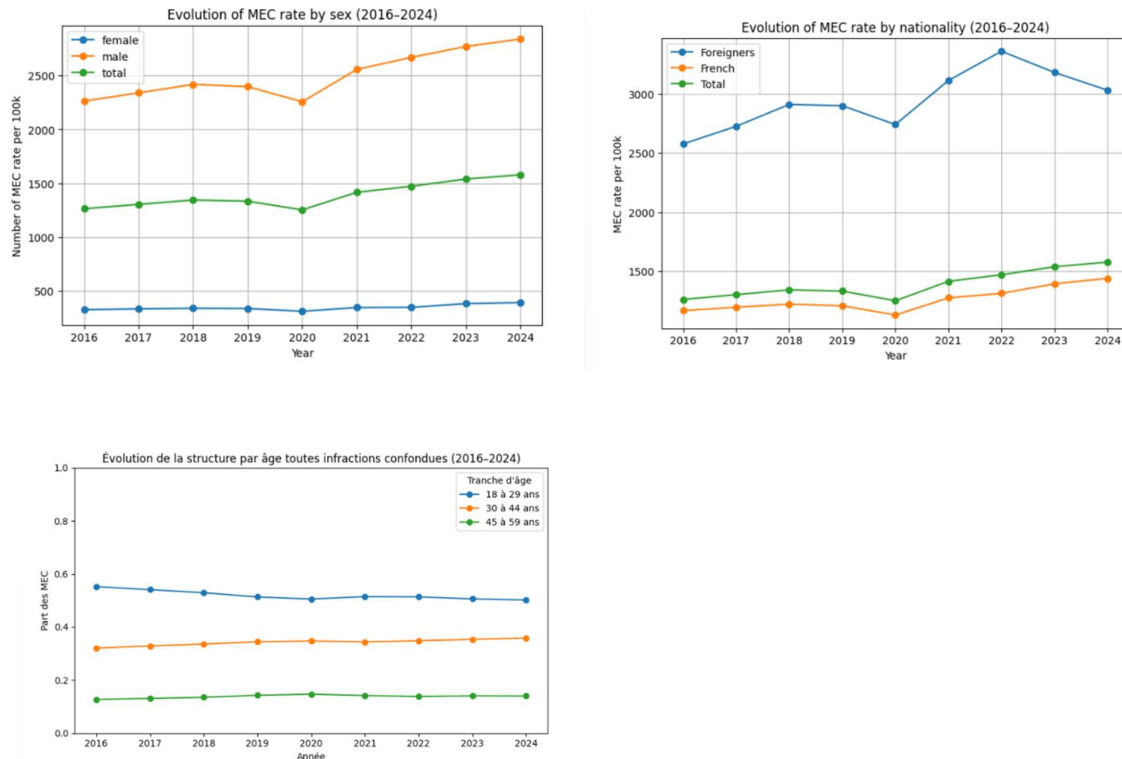 Evolution of MEC rate by sex (2016–2024)
female
male
total
Number of MEC rate per 100k
2500
2000
1500
1000
500
2016 2017 2018 2019 2020 2021 2022 2023 2024
Year
Evolution of MEC rate by nationality (2016–2024)
Foreigners
French
Total
MEC rate per 100k
3000
2500
2000
1500
2016 2017 2018 2019 2020 2021 2022 2023 2024
Year
Évolution de la structure par âge toutes infractions confondues (2016–2024)
Tranche d'âge
18 à 29 ans
30 à 44 ans
45 à 59 ans
Part des MEC
1.0
0.8
0.6
0.4
0.2
0.0
2016 2017 2018 2019 2020 2021 2022 2023 2024
Année